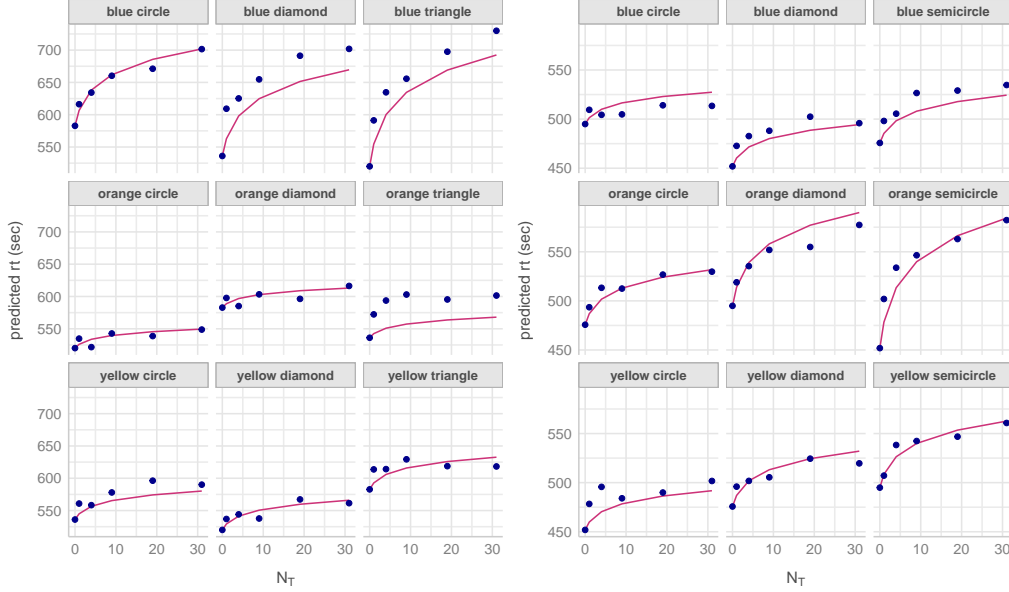 blue circle blue diamond blue triangle
700
650
600
550
orange circle orange diamond orange triangle
700
650
600
550
yellow circle yellow diamond yellow triangle
700
650
600
550
0 10 20 30 0 10 20 30 0 10 20 30
N_T
predicted rt (sec)
blue circle blue diamond blue semicircle
550
500
450
orange circle orange diamond orange semicircle
550
500
450
yellow circle yellow diamond yellow semicircle
550
500
450
0 10 20 30 0 10 20 30 0 10 20 30
N_T
predicted rt (sec)